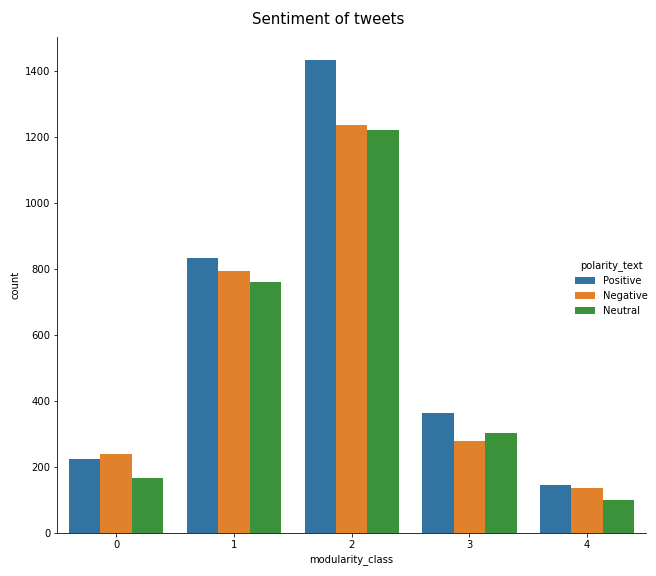 Sentiment of tweets
1400
1200
1000
800
600
400
200
0
count
0 1 2 3 4
modularity_class
polarity_text
Positive
Negative
Neutral